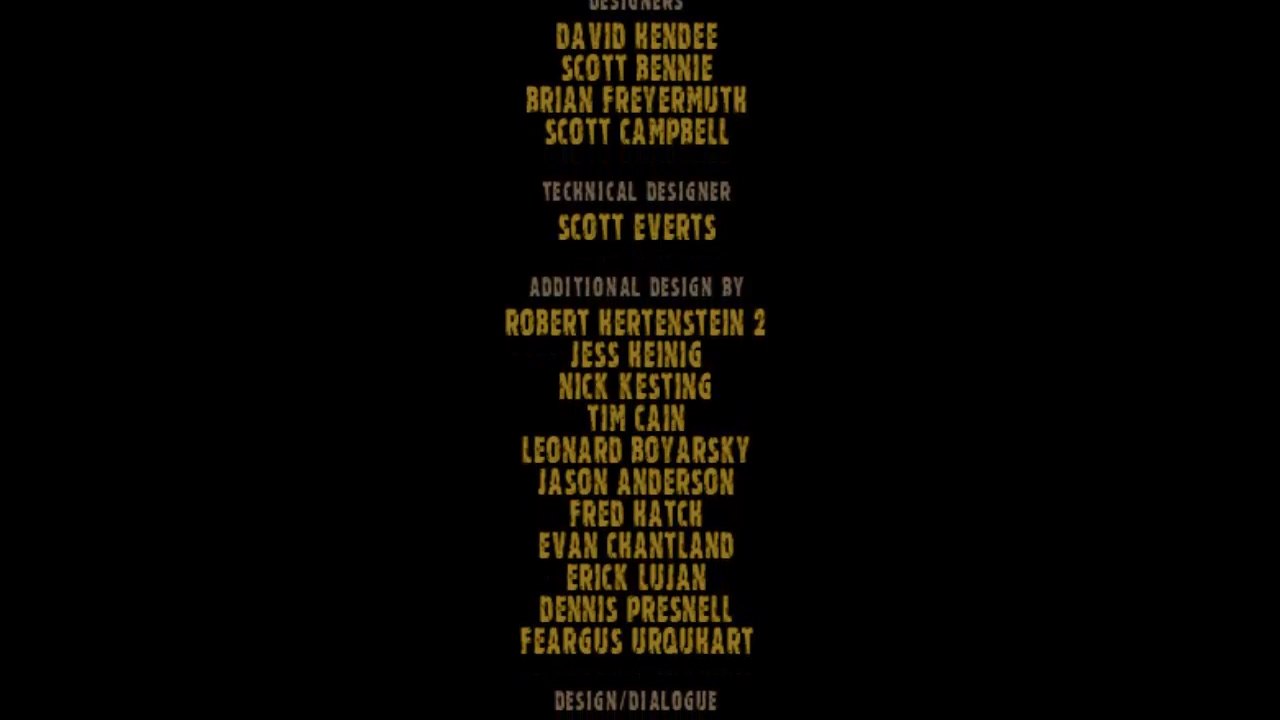 DESIGNERS
DAVID HENDEE
SCOTT BENNIE
BRIAN FREYERMUTH
SCOTT CAMPBELL
TECHNICAL DESIGNER
SCOTT EVERTS
ADDITIONAL DESIGN BY
ROBERT HERTENSTEIN 2
JESS HEINIG
NICK KESTING
TIM CAIN
LEONARD BOYARSKY
JASON ANDERSON
FRED HATCH
EVAN CHANTLAND
ERICK LUJAN
DENNIS PRESNELL
FEARGUS URQUHART
DESIGN/DIALOGUE